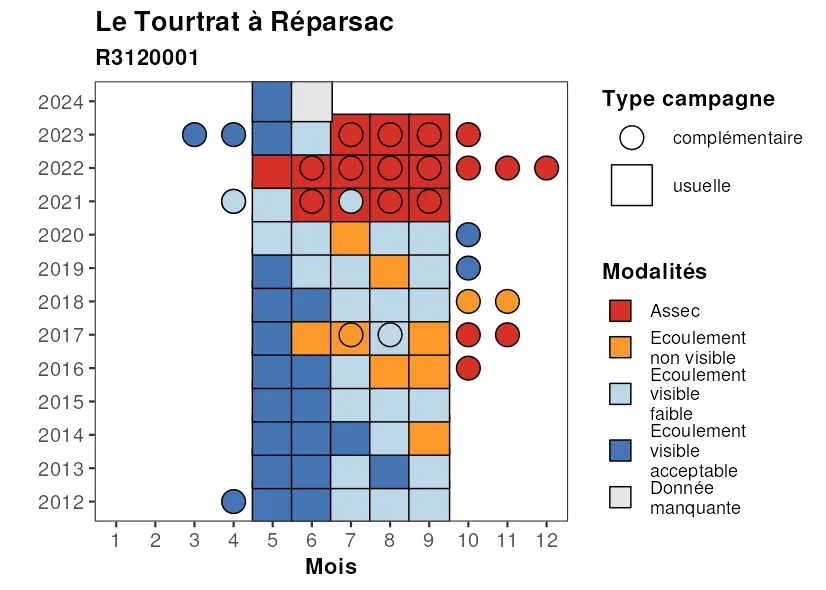 Le Tourtrat à Réparsac
R3120001
2024
2023
2022
2021
2020
2019
2018
2017
2016
2015
2014
2013
2012
1 2 3 4 5 6 7 8 9 10 11 12
Mois
Type campagne
complémentaire
usuelle
Modalités
Assec
Ecoulement
non visible
Ecoulement
visible
faible
Ecoulement
visible
acceptable
Donnée
manquante